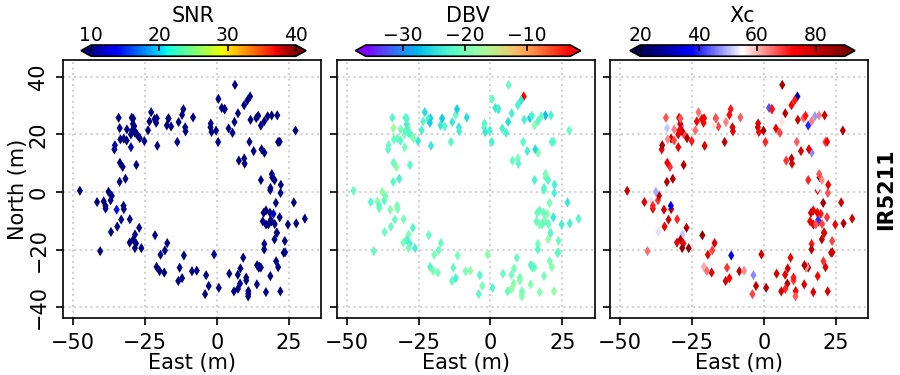 SNR DBV Xc
10 20 30 40 −30 −20 −10 20 40 60 80
40
20
0
−20
−40
North (m)
−50 −25 0 25 −50 −25 0 25 −50 −25 0 25
East (m) East (m) East (m)
IR5211